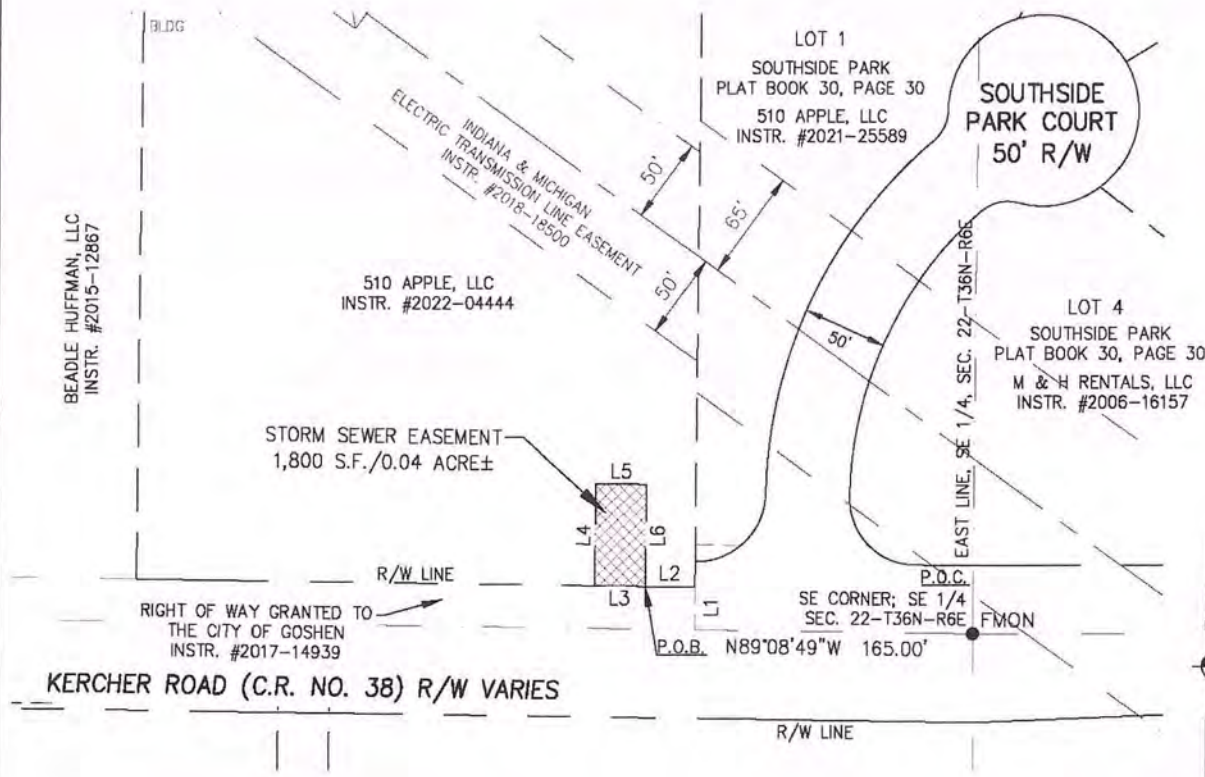 BLDG
LOT 1
SOUTHSIDE PARK
PLAT BOOK 30, PAGE 30
510 APPLE, LLC
INSTR. #2021-25589
SOUTHSIDE
PARK COURT
50' R/W
INDIANA & MICHIGAN
ELECTRIC TRANSMISSION LINE EASEMENT
INSTR. #2018-18500
50'
65'
50'
50'
BEADLE HUFFMAN, LLC
INSTR. #2015-12867
510 APPLE, LLC
INSTR. #2022-04444
EAST LINE, SE 1/4, SEC. 22-T36N-R6E
LOT 4
SOUTHSIDE PARK
PLAT BOOK 30, PAGE 30
M & H RENTALS, LLC
INSTR. #2006-16157
STORM SEWER EASEMENT
1,800 S.F./0.04 ACRE±
L5
L4
L6
L2
L3
L1
R/W LINE
RIGHT OF WAY GRANTED TO
THE CITY OF GOSHEN
INSTR. #2017-14939
P.O.C.
SE CORNER; SE 1/4
SEC. 22-T36N-R6E
FMON
P.O.B.
N89°08'49"W 165.00'
KERCHER ROAD (C.R. NO. 38) R/W VARIES
R/W LINE